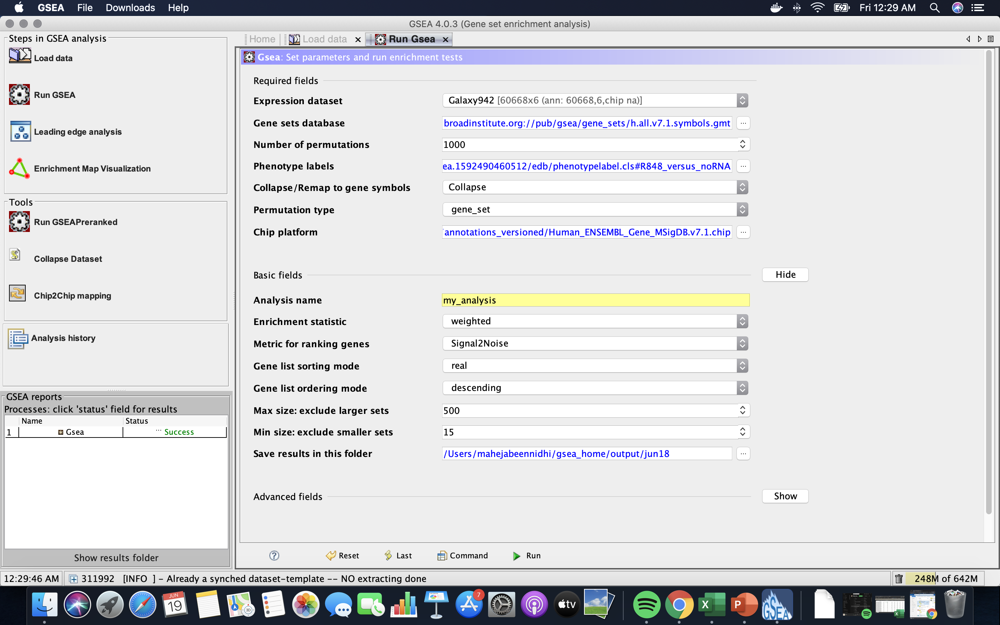 GSEA File Downloads Help Fri 12:29 AM
GSEA 4.0.3 (Gene set enrichment analysis)
Steps in GSEA analysis
Load data
Run GSEA
Leading edge analysis
Enrichment Map Visualization
Tools
Run GSEAPreranked
Collapse Dataset
Chip2Chip mapping
Analysis history
GSEA reports
Processes: click 'status' field for results
Name Status
1 Gsea ... Success
Show results folder
Home Load data x Run Gsea x
Gsea: Set parameters and run enrichment tests
Required fields
Expression dataset Galaxy942 [60668x6 (ann: 60668,6,chip na)]
Gene sets database broadinstitute.org://pub/gsea/gene_sets/h.all.v7.1.symbols.gmt ...
Number of permutations 1000
Phenotype labels ea.1592490460512/edb/phenotypelabel.cls#R848_versus_noRNA ...
Collapse/Remap to gene symbols Collapse
Permutation type gene_set
Chip platform annotations_versioned/Human_ENSEMBL_Gene_MSigDB.v7.1.chip ...
Basic fields Hide
Analysis name my_analysis
Enrichment statistic weighted
Metric for ranking genes Signal2Noise
Gene list sorting mode real
Gene list ordering mode descending
Max size: exclude larger sets 500
Min size: exclude smaller sets 15
Save results in this folder /Users/mahejabeennidhi/gsea_home/output/jun18 ...
Advanced fields Show
? Reset Last Command Run
12:29:46 AM 311992 [INFO ] - Already a synched dataset-template -- NO extracting done 248M of 642M
JUN
19
3D
7
tv
X
P
GSEA